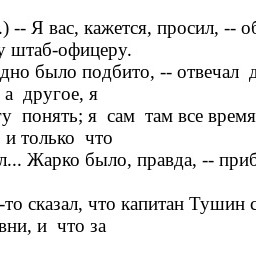 .) -- Я вас, кажется, просил, -- об
у штаб-офицеру.
дно было подбито, -- отвечал д
а другое, я
у понять; я сам там все время
и только что
л... Жарко было, правда, -- приб
-то сказал, что капитан Тушин с
вни, и что за